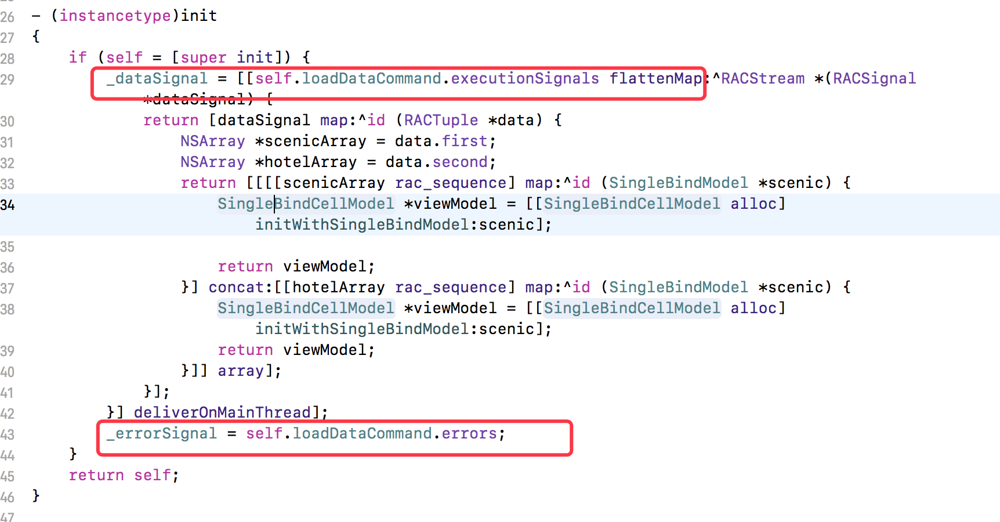 26 - (instancetype)init
27 {
28 if (self = [super init]) {
29 _dataSignal = [[self.loadDataCommand.executionSignals flattenMap:^RACStream *(RACSignal
*dataSignal) {
30 return [dataSignal map:^id (RACTuple *data) {
31 NSArray *scenicArray = data.first;
32 NSArray *hotelArray = data.second;
33 return [[[[scenicArray rac_sequence] map:^id (SingleBindModel *scenic) {
34 SingleBindCellModel *viewModel = [[SingleBindCellModel alloc]
initWithSingleBindModel:scenic];
35
36 return viewModel;
37 }] concat:[[hotelArray rac_sequence] map:^id (SingleBindModel *scenic) {
38 SingleBindCellModel *viewModel = [[SingleBindCellModel alloc]
initWithSingleBindModel:scenic];
39 return viewModel;
40 }]] array];
41 }];
42 }] deliverOnMainThread];
43 _errorSignal = self.loadDataCommand.errors;
44 }
45 return self;
46 }
47